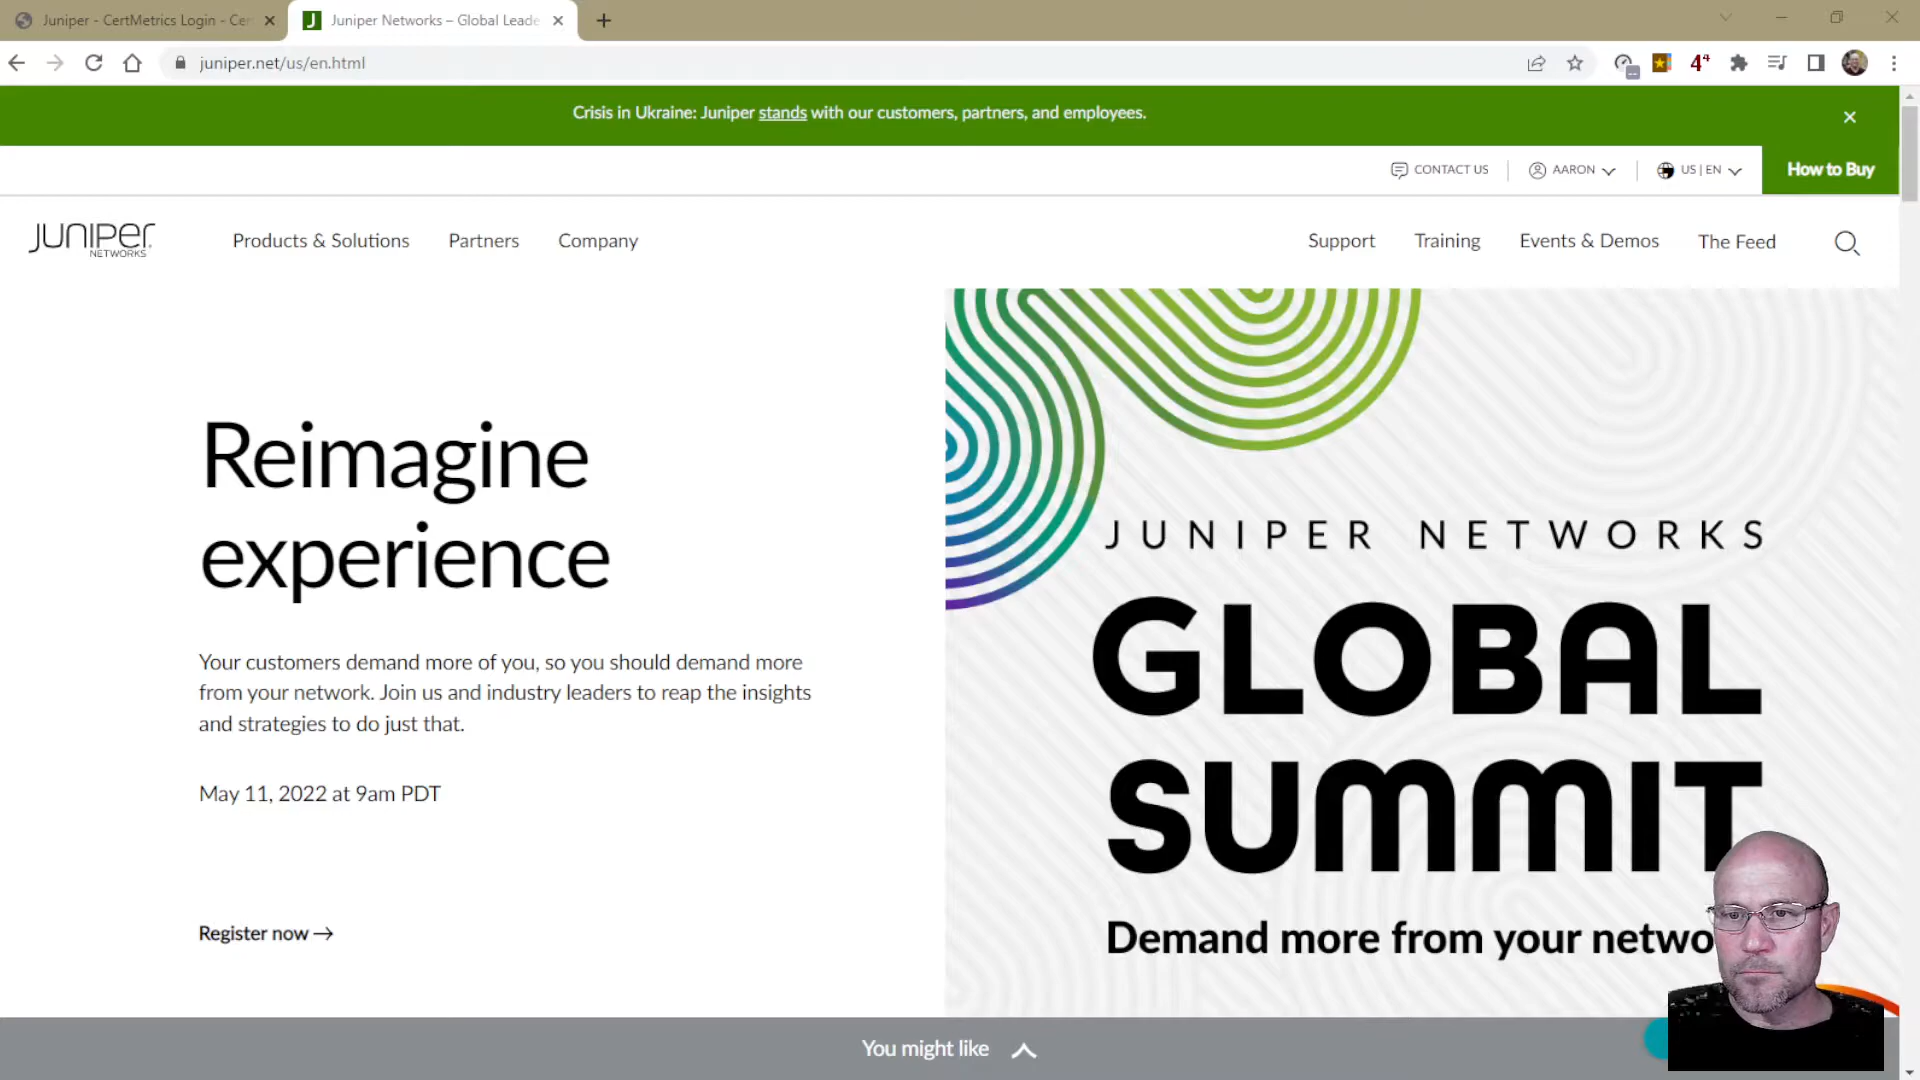 Juniper - CertMetrics Login - Cer
Juniper Networks – Global Leade
juniper.net/us/en.html
4⁴
Crisis in Ukraine: Juniper stands with our customers, partners, and employees.
CONTACT US
AARON
US | EN
How to Buy
JUNIPER
NETWORKS
Products & Solutions
Partners
Company
Support
Training
Events & Demos
The Feed
Reimagine
experience
Your customers demand more of you, so you should demand more
from your network. Join us and industry leaders to reap the insights
and strategies to do just that.
May 11, 2022 at 9am PDT
Register now →
JUNIPER NETWORKS
GLOBAL
SUMMIT
Demand more from your netwo
You might like